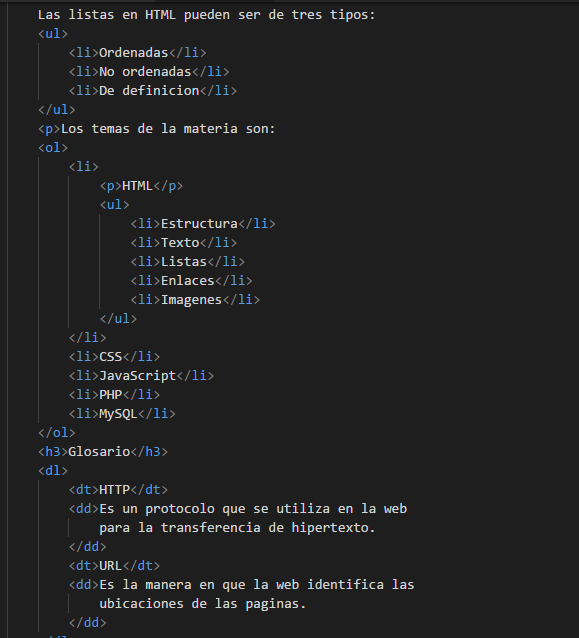 Las listas en HTML pueden ser de tres tipos:
<ul>
<li>Ordenadas</li>
<li>No ordenadas</li>
<li>De definicion</li>
</ul>
<p>Los temas de la materia son:
<ol>
<li>
<p>HTML</p>
<ul>
<li>Estructura</li>
<li>Texto</li>
<li>Listas</li>
<li>Enlaces</li>
<li>Imagenes</li>
</ul>
</li>
<li>CSS</li>
<li>JavaScript</li>
<li>PHP</li>
<li>MySQL</li>
</ol>
<h3>Glosario</h3>
<dl>
<dt>HTTP</dt>
<dd>Es un protocolo que se utiliza en la web
para la transferencia de hipertexto.
</dd>
<dt>URL</dt>
<dd>Es la manera en que la web identifica las
ubicaciones de las paginas.
</dd>